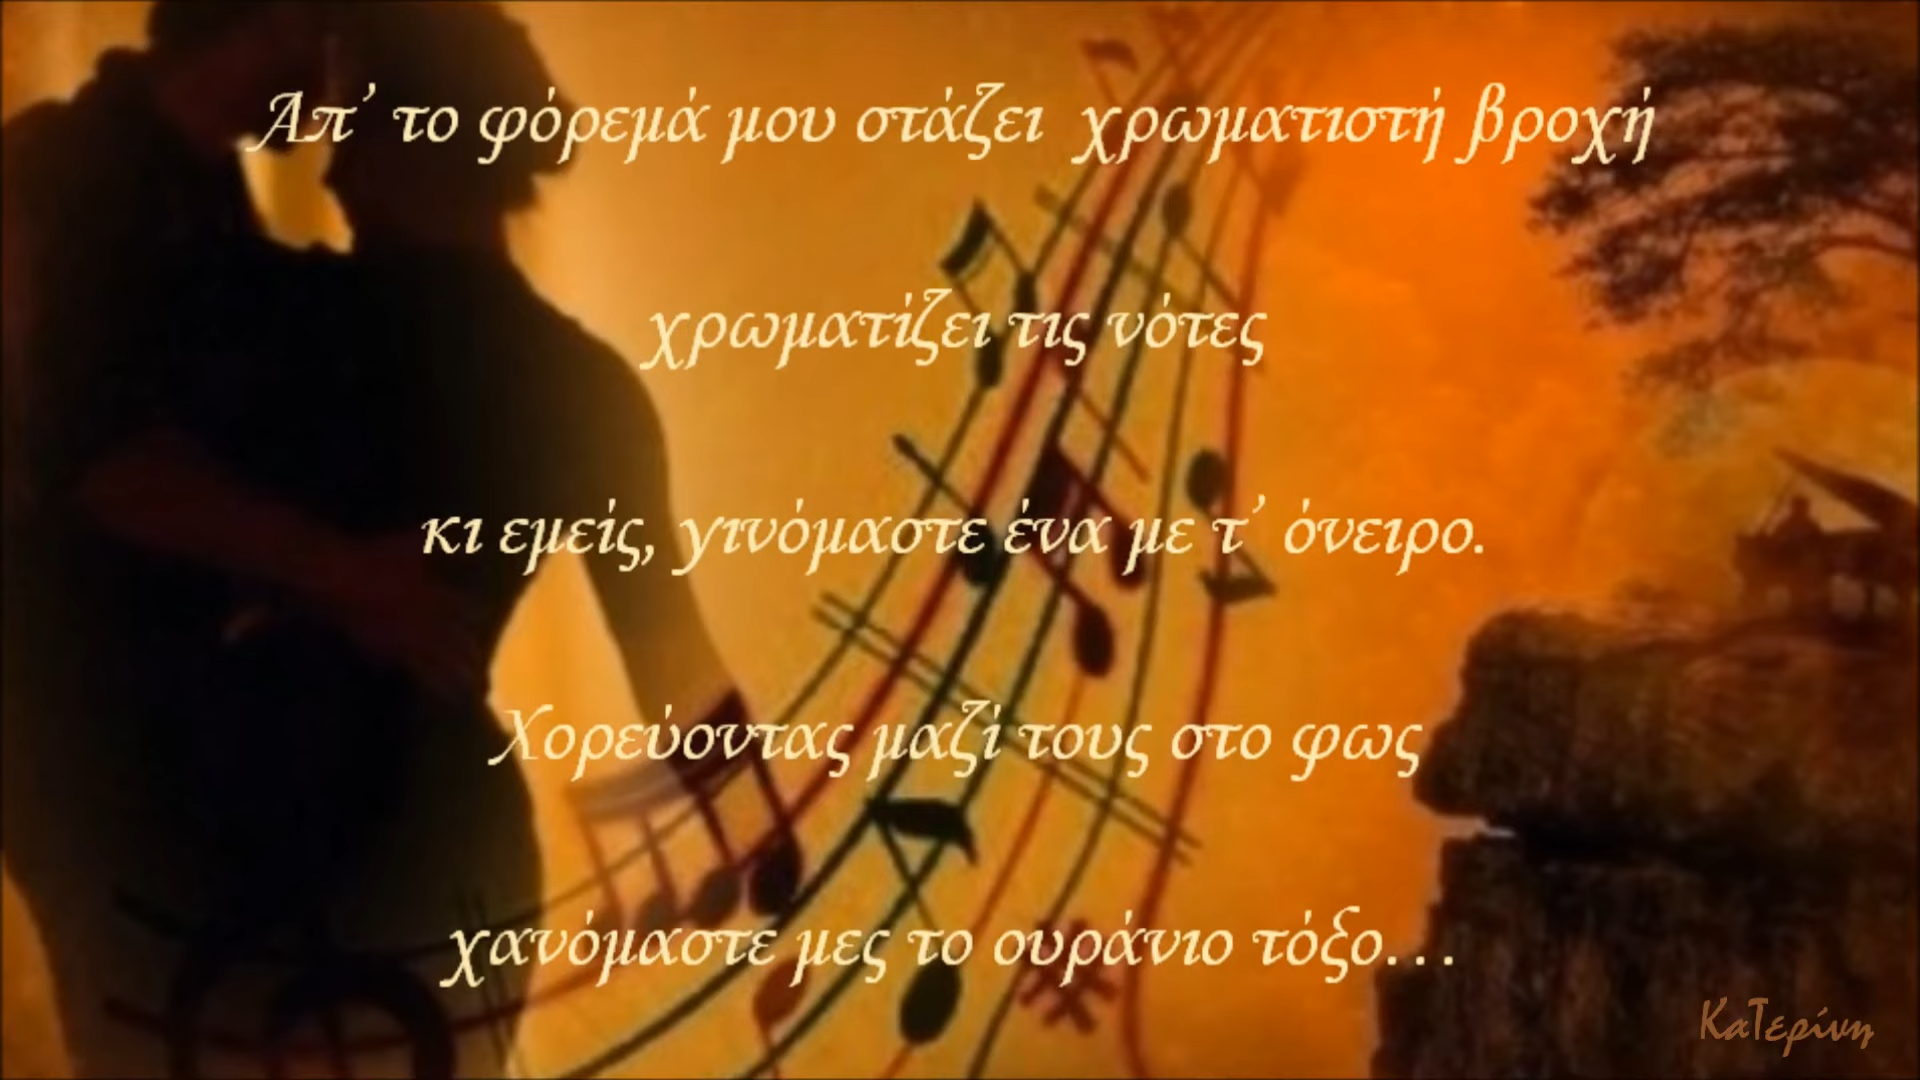 Απ’ το φόρεμά μου στάζει χρωματιστή βροχή
χρωματίζει τις νότες
κι εμείς, γινόμαστε ένα με τ’ όνειρο.
Χορεύοντας μαζί τους στο φως
χανόμαστε μες το ουράνιο τόξο…
ΚαΤερίνη